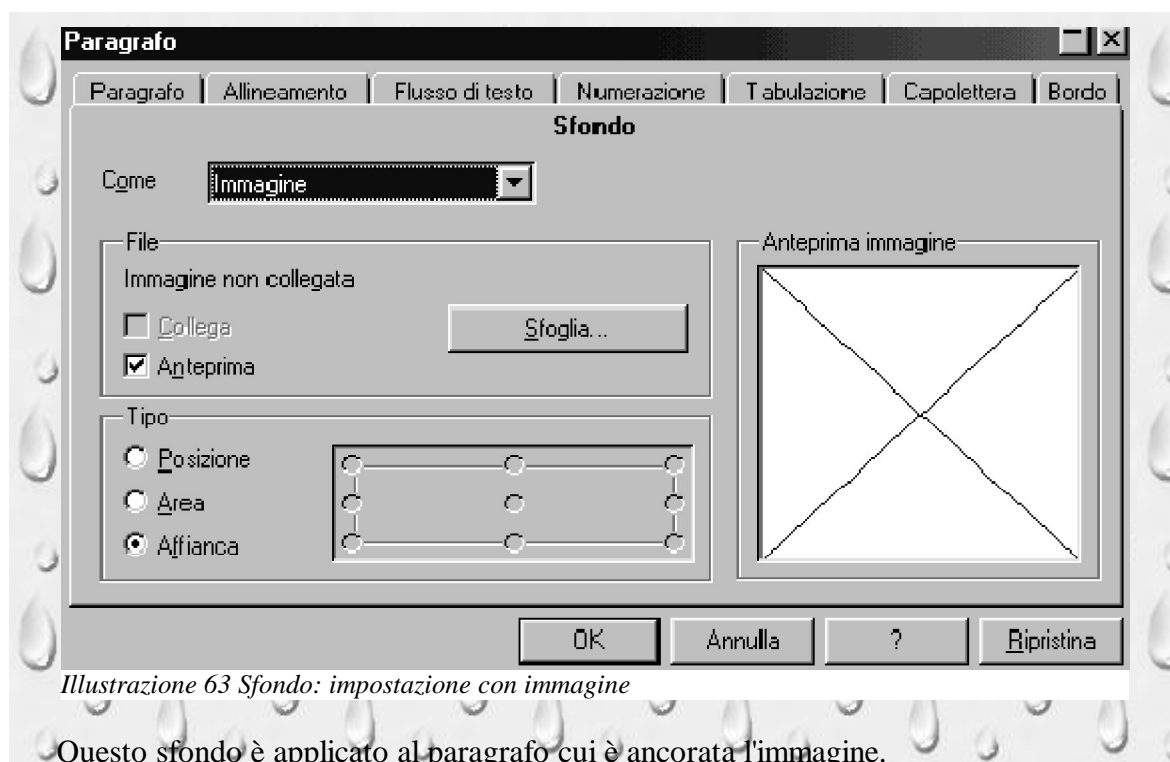 Paragrafo
Paragrafo Allineamento Flusso di testo Numerazione Tabulazione Capolettera Bordo
Sfondo
Come Immagine
File
Immagine non collegata
Collega
Sfoglia...
Anteprima
Anteprima immagine
Tipo
Posizione
Area
Affianca
OK Annulla ? Ripristina
Illustrazione 63 Sfondo: impostazione con immagine
Questo sfondo è applicato al paragrafo cui è ancorata l'immagine.